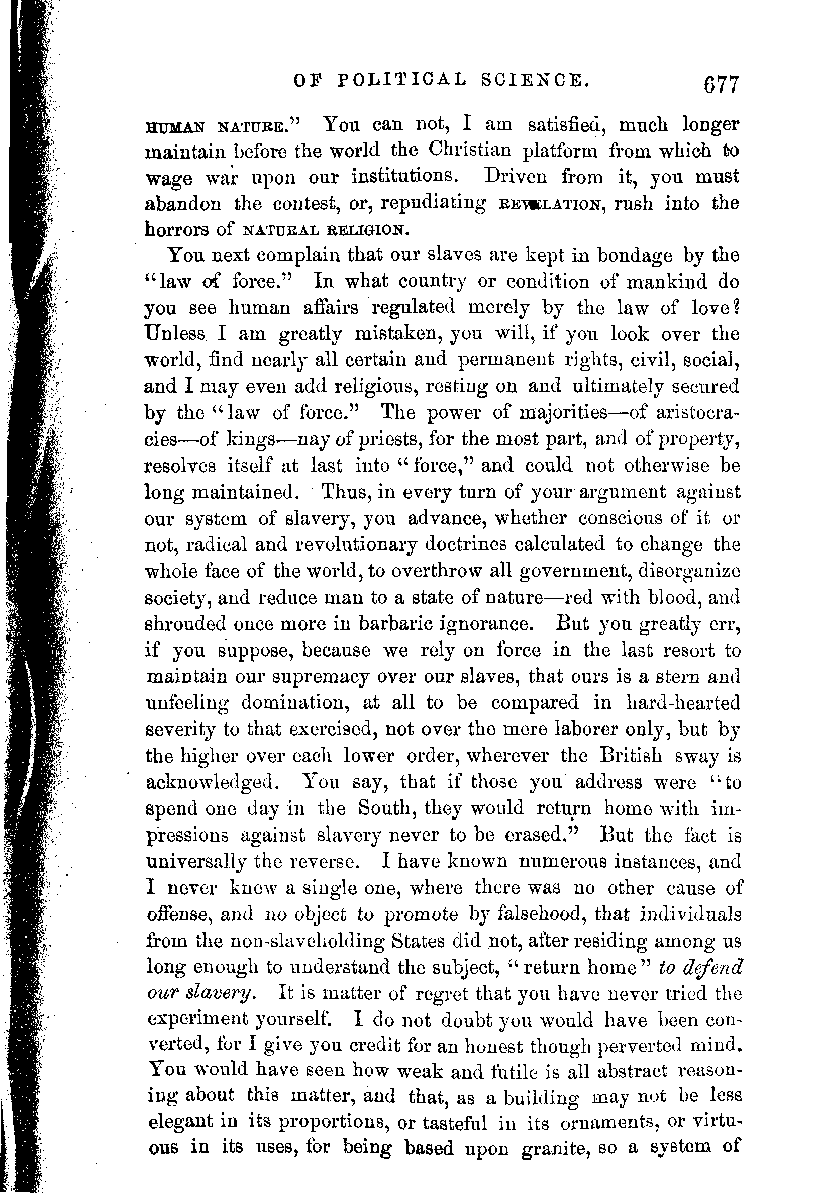 OF POLITICAL SCIENCE. 677
HUMAN NATURE." You can not, I am satisfied, much longer
maintain before the world the Christian platform from which to
wage war upon our institutions. Driven from it, you must
abandon the contest, or, repudiating REVELATION, rush into the
horrors of NATURAL RELIGION.
You next complain that our slaves are kept in bondage by the
"law of force." In what country or condition of mankind do
you see human affairs regulated merely by the law of love?
Unless I am greatly mistaken, you will, if you look over the
world, find nearly all certain and permanent rights, civil, social,
and I may even add religious, resting on and ultimately secured
by the "law of force." The power of majorities—of aristocra-
cies—of kings—nay of priests, for the most part, and of property,
resolves itself at last into "force," and could not otherwise be
long maintained. Thus, in every turn of your argument against
our system of slavery, you advance, whether conscious of it or
not, radical and revolutionary doctrines calculated to change the
whole face of the world, to overthrow all government, disorganize
society, and reduce man to a state of nature—red with blood, and
shrouded once more in barbaric ignorance. But you greatly err,
if you suppose, because we rely on force in the last resort to
maintain our supremacy over our slaves, that ours is a stern and
unfeeling domination, at all to be compared in hard-hearted
severity to that exercised, not over the mere laborer only, but by
the higher over each lower order, wherever the British sway is
acknowledged. You say, that if those you address were "to
spend one day in the South, they would return home with im-
pressions against slavery never to be erased." But the fact is
universally the reverse. I have known numerous instances, and
I never knew a single one, where there was no other cause of
offense, and no object to promote by falsehood, that individuals
from the non-slaveholding States did not, after residing among us
long enough to understand the subject, "return home" to defend
our slavery. It is matter of regret that you have never tried the
experiment yourself. I do not doubt you would have been con-
verted, for I give you credit for an honest though perverted mind.
You would have seen how weak and futile is all abstract reason-
ing about this matter, and that, as a building may not be less
elegant in its proportions, or tasteful in its ornaments, or virtu-
ous in its uses, for being based upon granite, so a system of